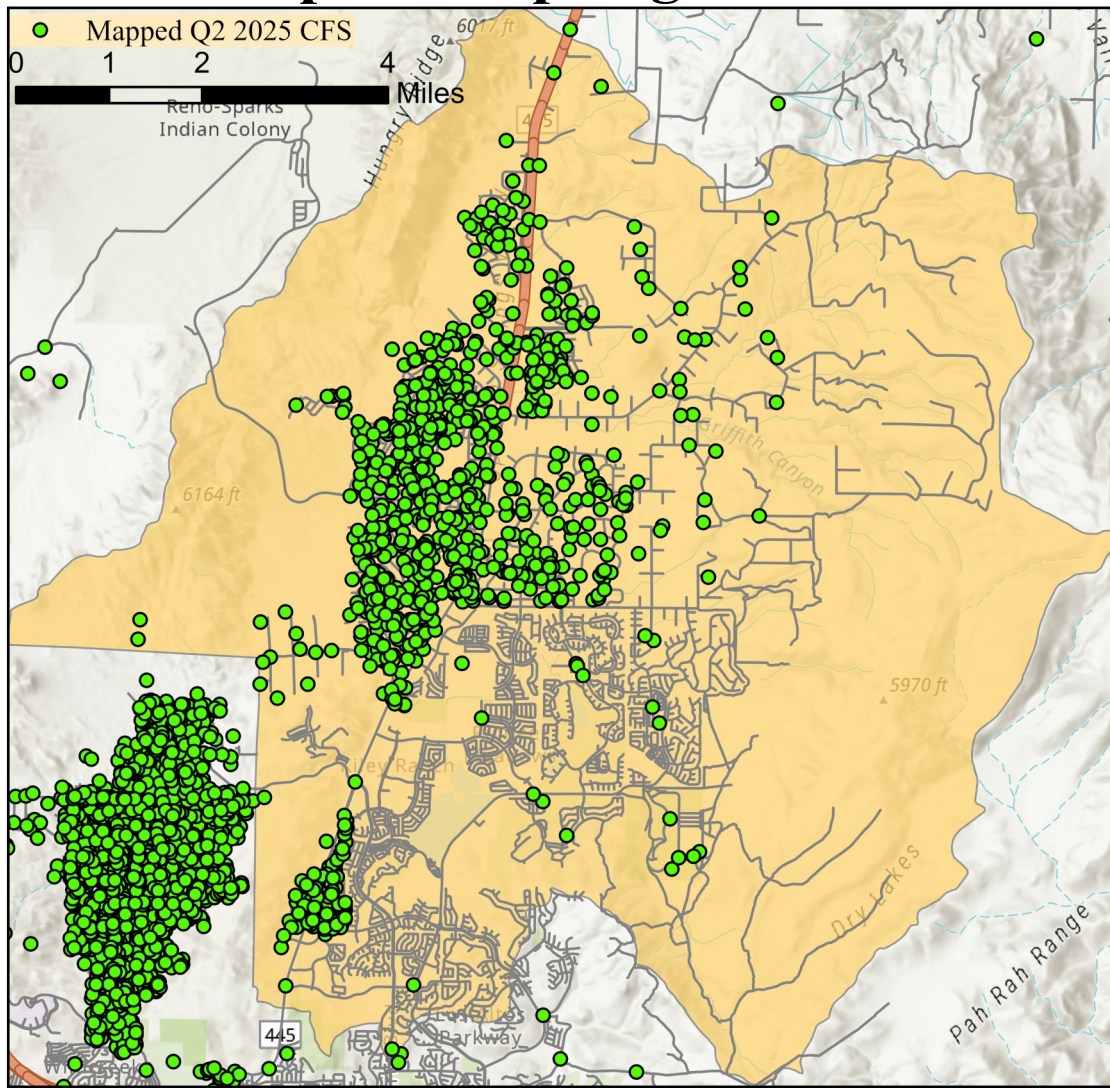 Mapped Q2 2025 CFS
6017 ft
0 1 2 4
Miles
Reno-Sparks
Indian Colony
Hungry Ridge
445
Griffith Canyon
6164 ft
5970 ft
Dry Lakes
Pah Rah Range
445
Parkway